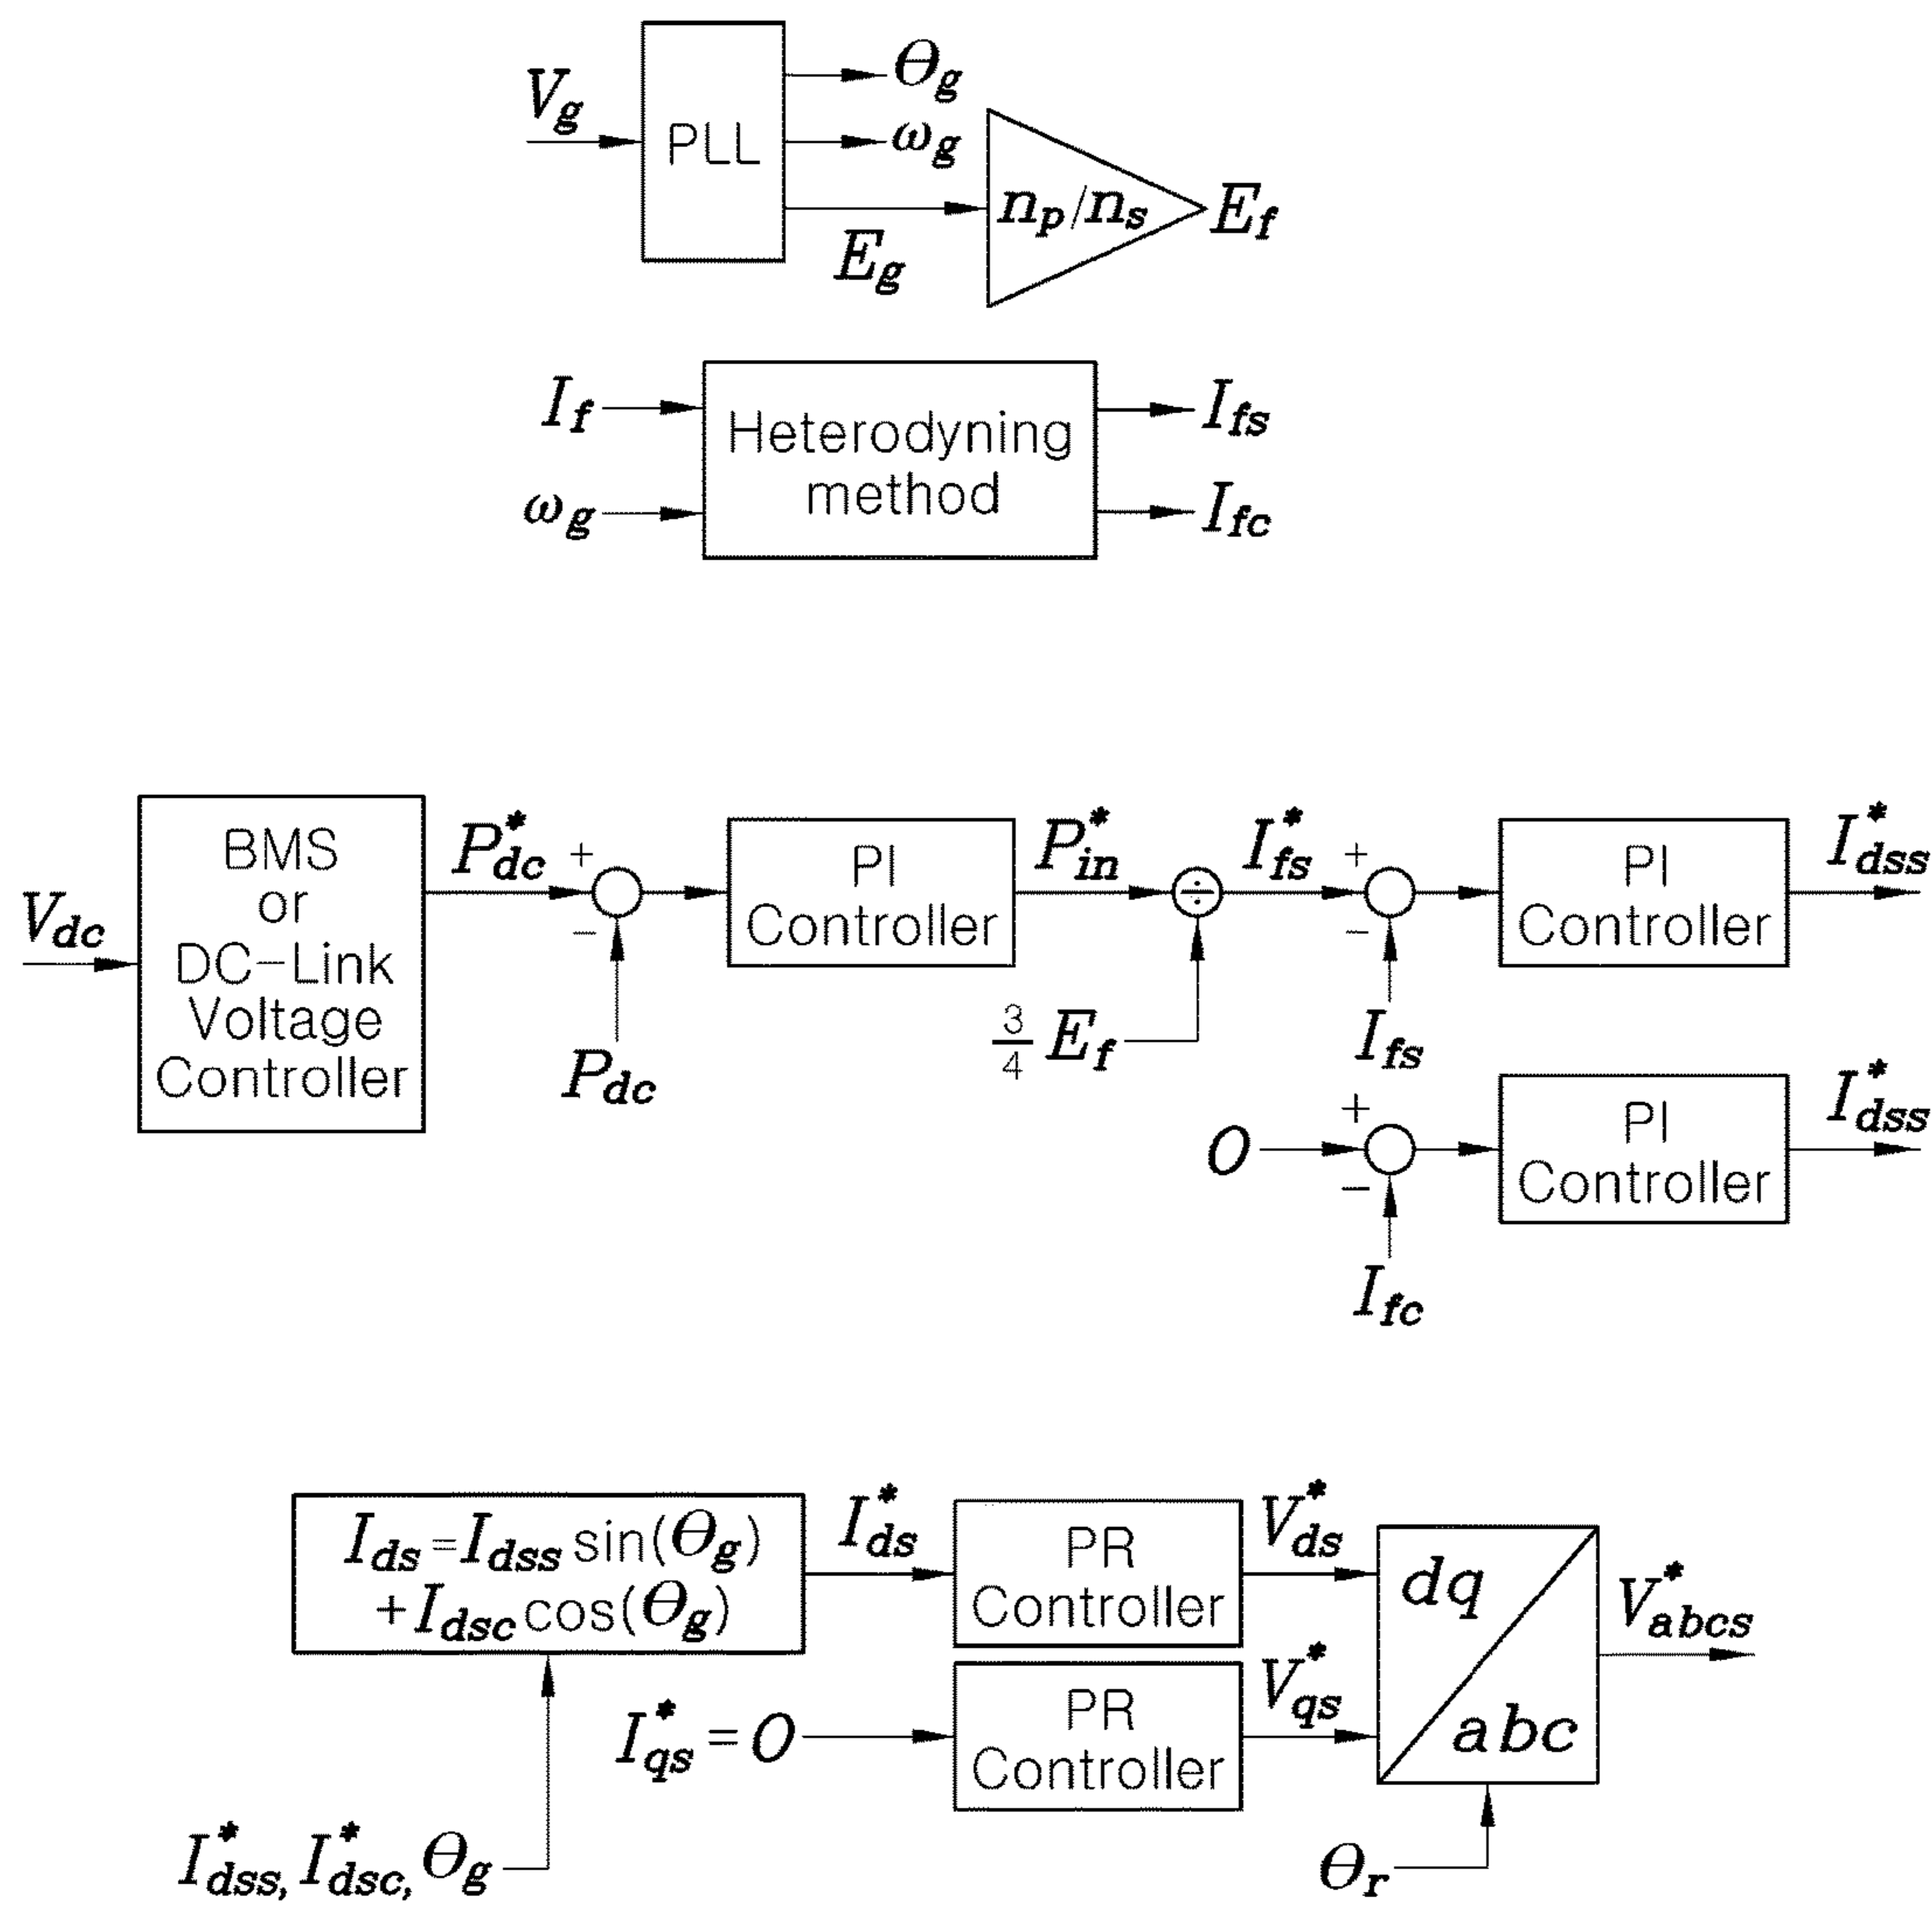 V_g
PLL
θ_g
ω_g
E_g
n_p/n_s
E_f
I_f
ω_g
Heterodyning
method
I_fs
I_fc
V_dc
BMS
or
DC-Link
Voltage
Controller
P*_dc
+
−
P_dc
PI
Controller
P*_in
÷
3/4 E_f
I*_fs
+
−
I_fs
PI
Controller
I*_dss
0
+
−
I_fc
PI
Controller
I*_dss
I_ds=I_dss sin(θ_g)
+I_dsc cos(θ_g)
I*_dss, I*_dsc, θ_g
I*_ds
PR
Controller
V*_ds
I*_qs=0
PR
Controller
V*_qs
dq
abc
θ_r
V*_abcs